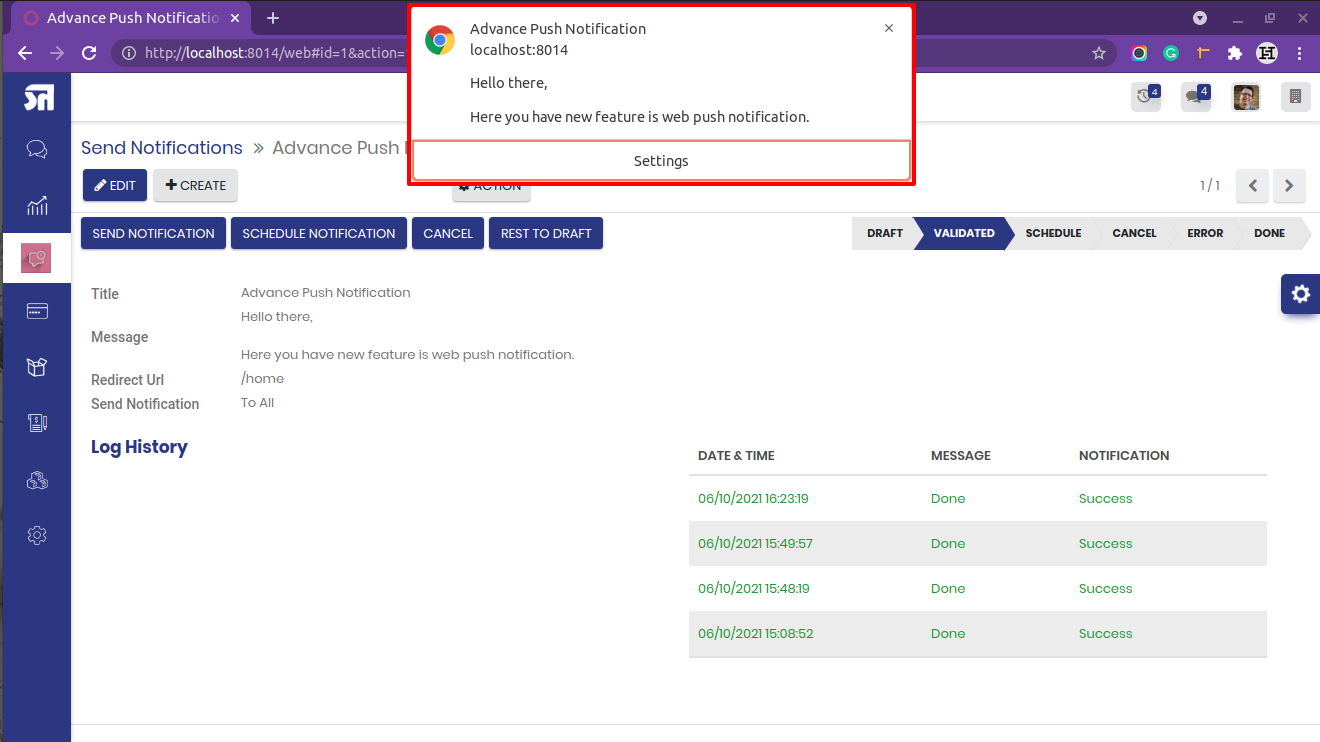 Advance Push Notificatio
http://localhost:8014/web#id=1&action=
Advance Push Notification
localhost:8014
Hello there,
Here you have new feature is web push notification.
Settings
4
4
Send Notifications » Advance Push
EDIT
CREATE
ACTION
1 / 1
SEND NOTIFICATION
SCHEDULE NOTIFICATION
CANCEL
REST TO DRAFT
DRAFT
VALIDATED
SCHEDULE
CANCEL
ERROR
DONE
Title Advance Push Notification
Hello there,
Message
Here you have new feature is web push notification.
Redirect Url /home
Send Notification To All
Log History
DATE & TIME MESSAGE NOTIFICATION
06/10/2021 16:23:19 Done Success
06/10/2021 15:49:57 Done Success
06/10/2021 15:48:19 Done Success
06/10/2021 15:08:52 Done Success